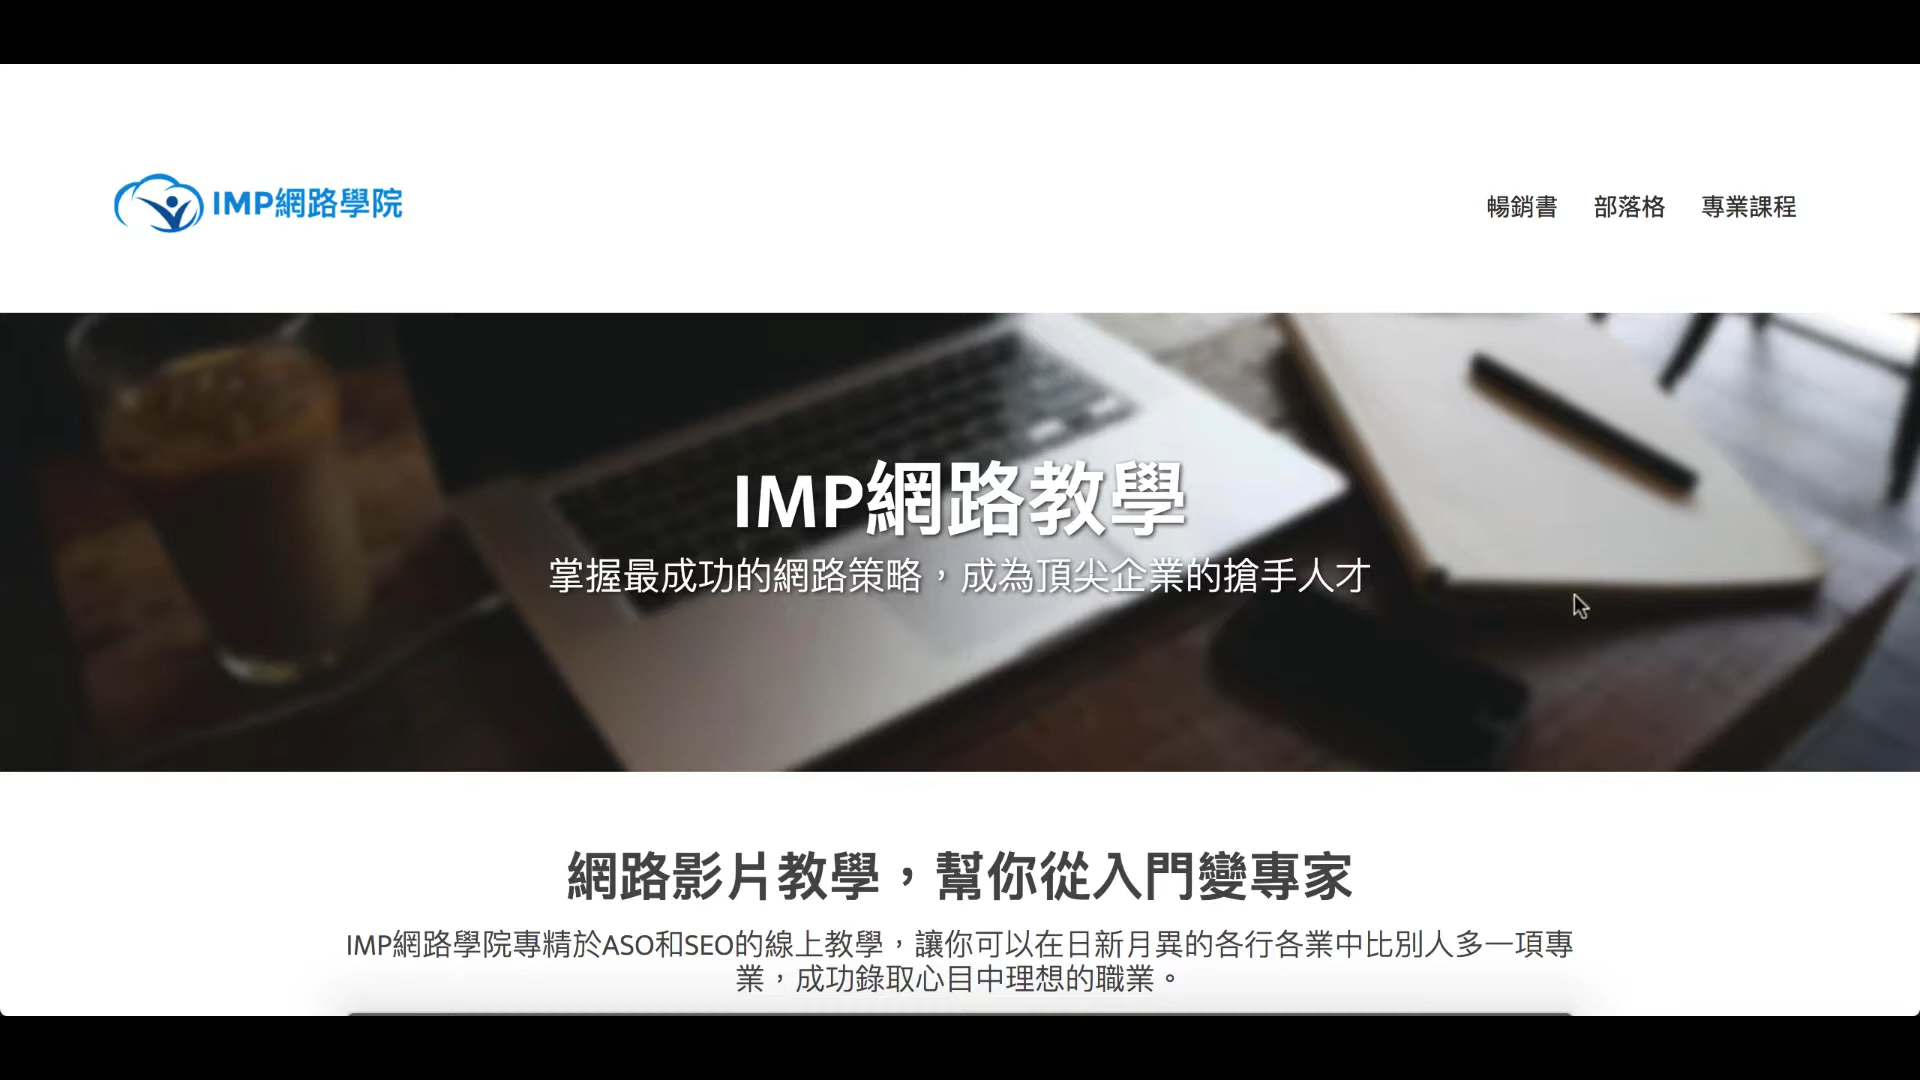 IMP網路學院
暢銷書 部落格 專業課程
IMP網路教學
掌握最成功的網路策略，成為頂尖企業的搶手人才
網路影片教學，幫你從入門變專家
IMP網路學院專精於ASO和SEO的線上教學，讓你可以在日新月異的各行各業中比別人多一項專
業，成功錄取心目中理想的職業。